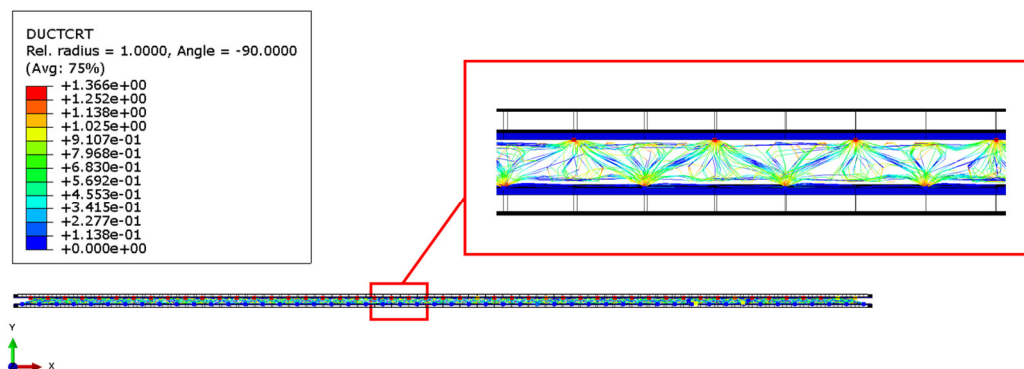 DUCTCRT
Rel. radius = 1.0000, Angle = -90.0000
(Avg: 75%)
+1.366e+00
+1.252e+00
+1.138e+00
+1.025e+00
+9.107e-01
+7.968e-01
+6.830e-01
+5.692e-01
+4.553e-01
+3.415e-01
+2.277e-01
+1.138e-01
+0.000e+00
Y
X